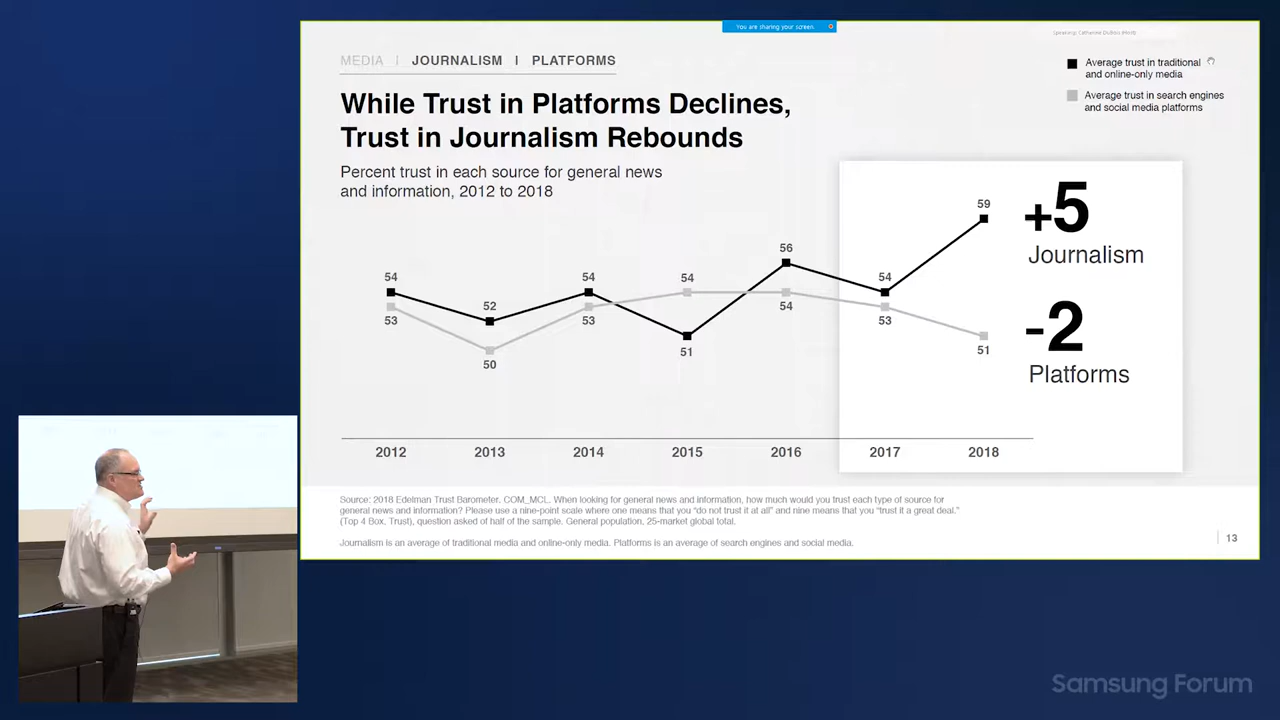 You are sharing your screen.
Speaking: Catherine Dullins (Host)
MEDIA | JOURNALISM | PLATFORMS
Average trust in traditional
and online-only media
Average trust in search engines
and social media platforms
While Trust in Platforms Declines,
Trust in Journalism Rebounds
Percent trust in each source for general news
and information, 2012 to 2018
54
52
54
56
54
59
53
50
53
54
51
54
53
51
+5
Journalism
-2
Platforms
2012 2013 2014 2015 2016 2017 2018
Source: 2018 Edelman Trust Barometer. COM_MCL. When looking for general news and information, how much would you trust each type of source for
general news and information? Please use a nine-point scale where one means that you “do not trust it at all” and nine means that you “trust it a great deal.”
(Top 4 Box, Trust), question asked of half of the sample. General population, 25-market global total.
Journalism is an average of traditional media and online-only media. Platforms is an average of search engines and social media.
13
Samsung Forum